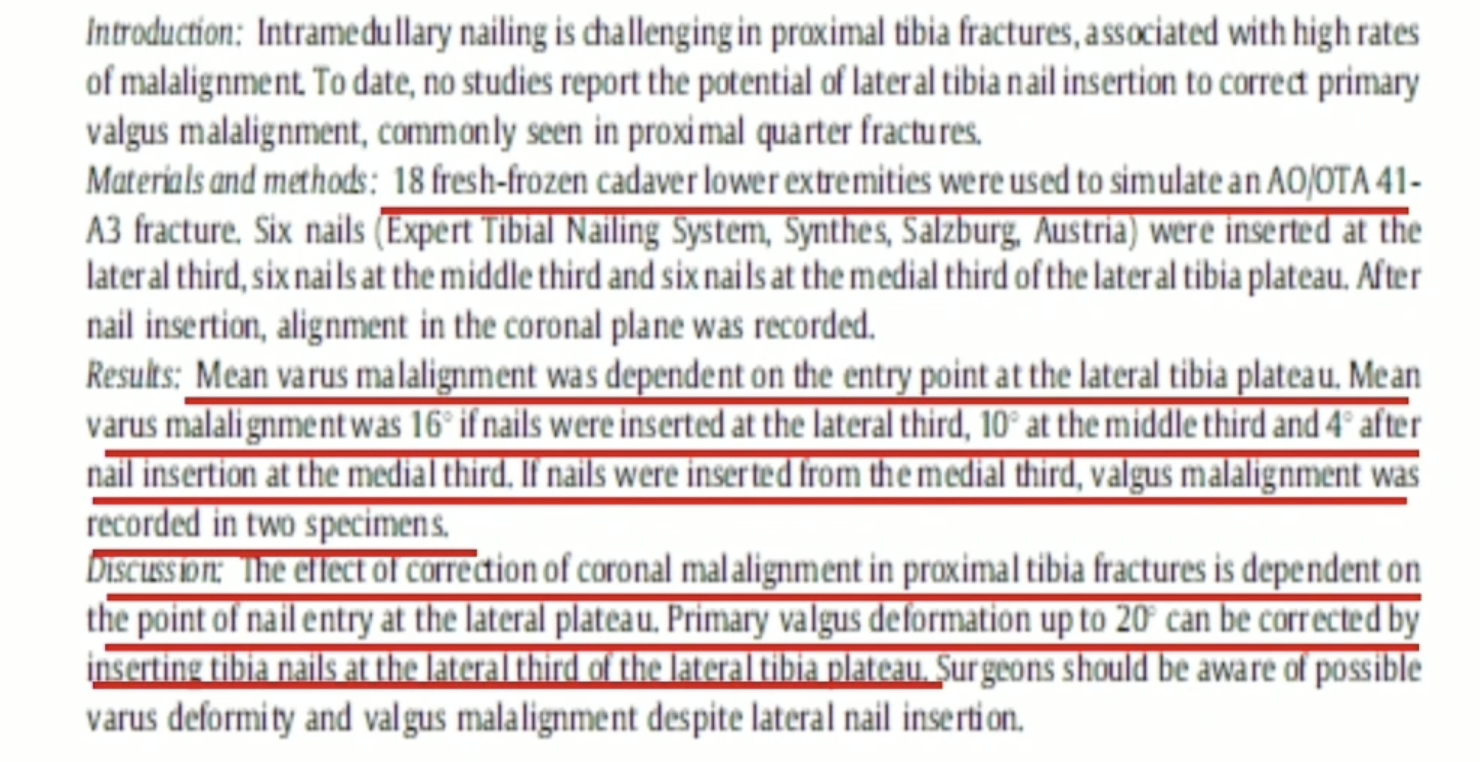 Introduction: Intramedullary nailing is challenging in proximal tibia fractures, associated with high rates
of malalignment. To date, no studies report the potential of lateral tibia nail insertion to correct primary
valgus malalignment, commonly seen in proximal quarter fractures.
Materials and methods: 18 fresh-frozen cadaver lower extremities were used to simulate an AO/OTA 41-
A3 fracture. Six nails (Expert Tibial Nailing System, Synthes, Salzburg, Austria) were inserted at the
lateral third, six nails at the middle third and six nails at the medial third of the lateral tibia plateau. After
nail insertion, alignment in the coronal plane was recorded.
Results: Mean varus malalignment was dependent on the entry point at the lateral tibia plateau. Mean
varus malalignment was 16° if nails were inserted at the lateral third, 10° at the middle third and 4° after
nail insertion at the medial third. If nails were inserted from the medial third, valgus malalignment was
recorded in two specimens.
Discussion: The effect of correction of coronal malalignment in proximal tibia fractures is dependent on
the point of nail entry at the lateral plateau. Primary valgus deformation up to 20° can be corrected by
inserting tibia nails at the lateral third of the lateral tibia plateau. Surgeons should be aware of possible
varus deformity and valgus malalignment despite lateral nail insertion.